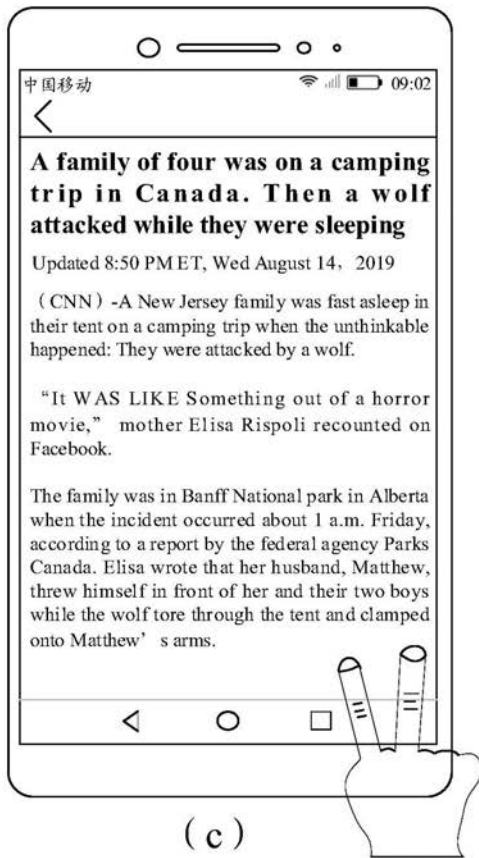 中国移动 09:02
A family of four was on a camping
trip in Canada. Then a wolf
attacked while they were sleeping
Updated 8:50 PM ET, Wed August 14, 2019
(CNN) -A New Jersey family was fast asleep in
their tent on a camping trip when the unthinkable
happened: They were attacked by a wolf.
“It WAS LIKE Something out of a horror
movie,” mother Elisa Rispoli recounted on
Facebook.
The family was in Banff National park in Alberta
when the incident occurred about 1 a.m. Friday,
according to a report by the federal agency Parks
Canada. Elisa wrote that her husband, Matthew,
threw himself in front of her and their two boys
while the wolf tore through the tent and clamped
onto Matthew’s arms.
(c)